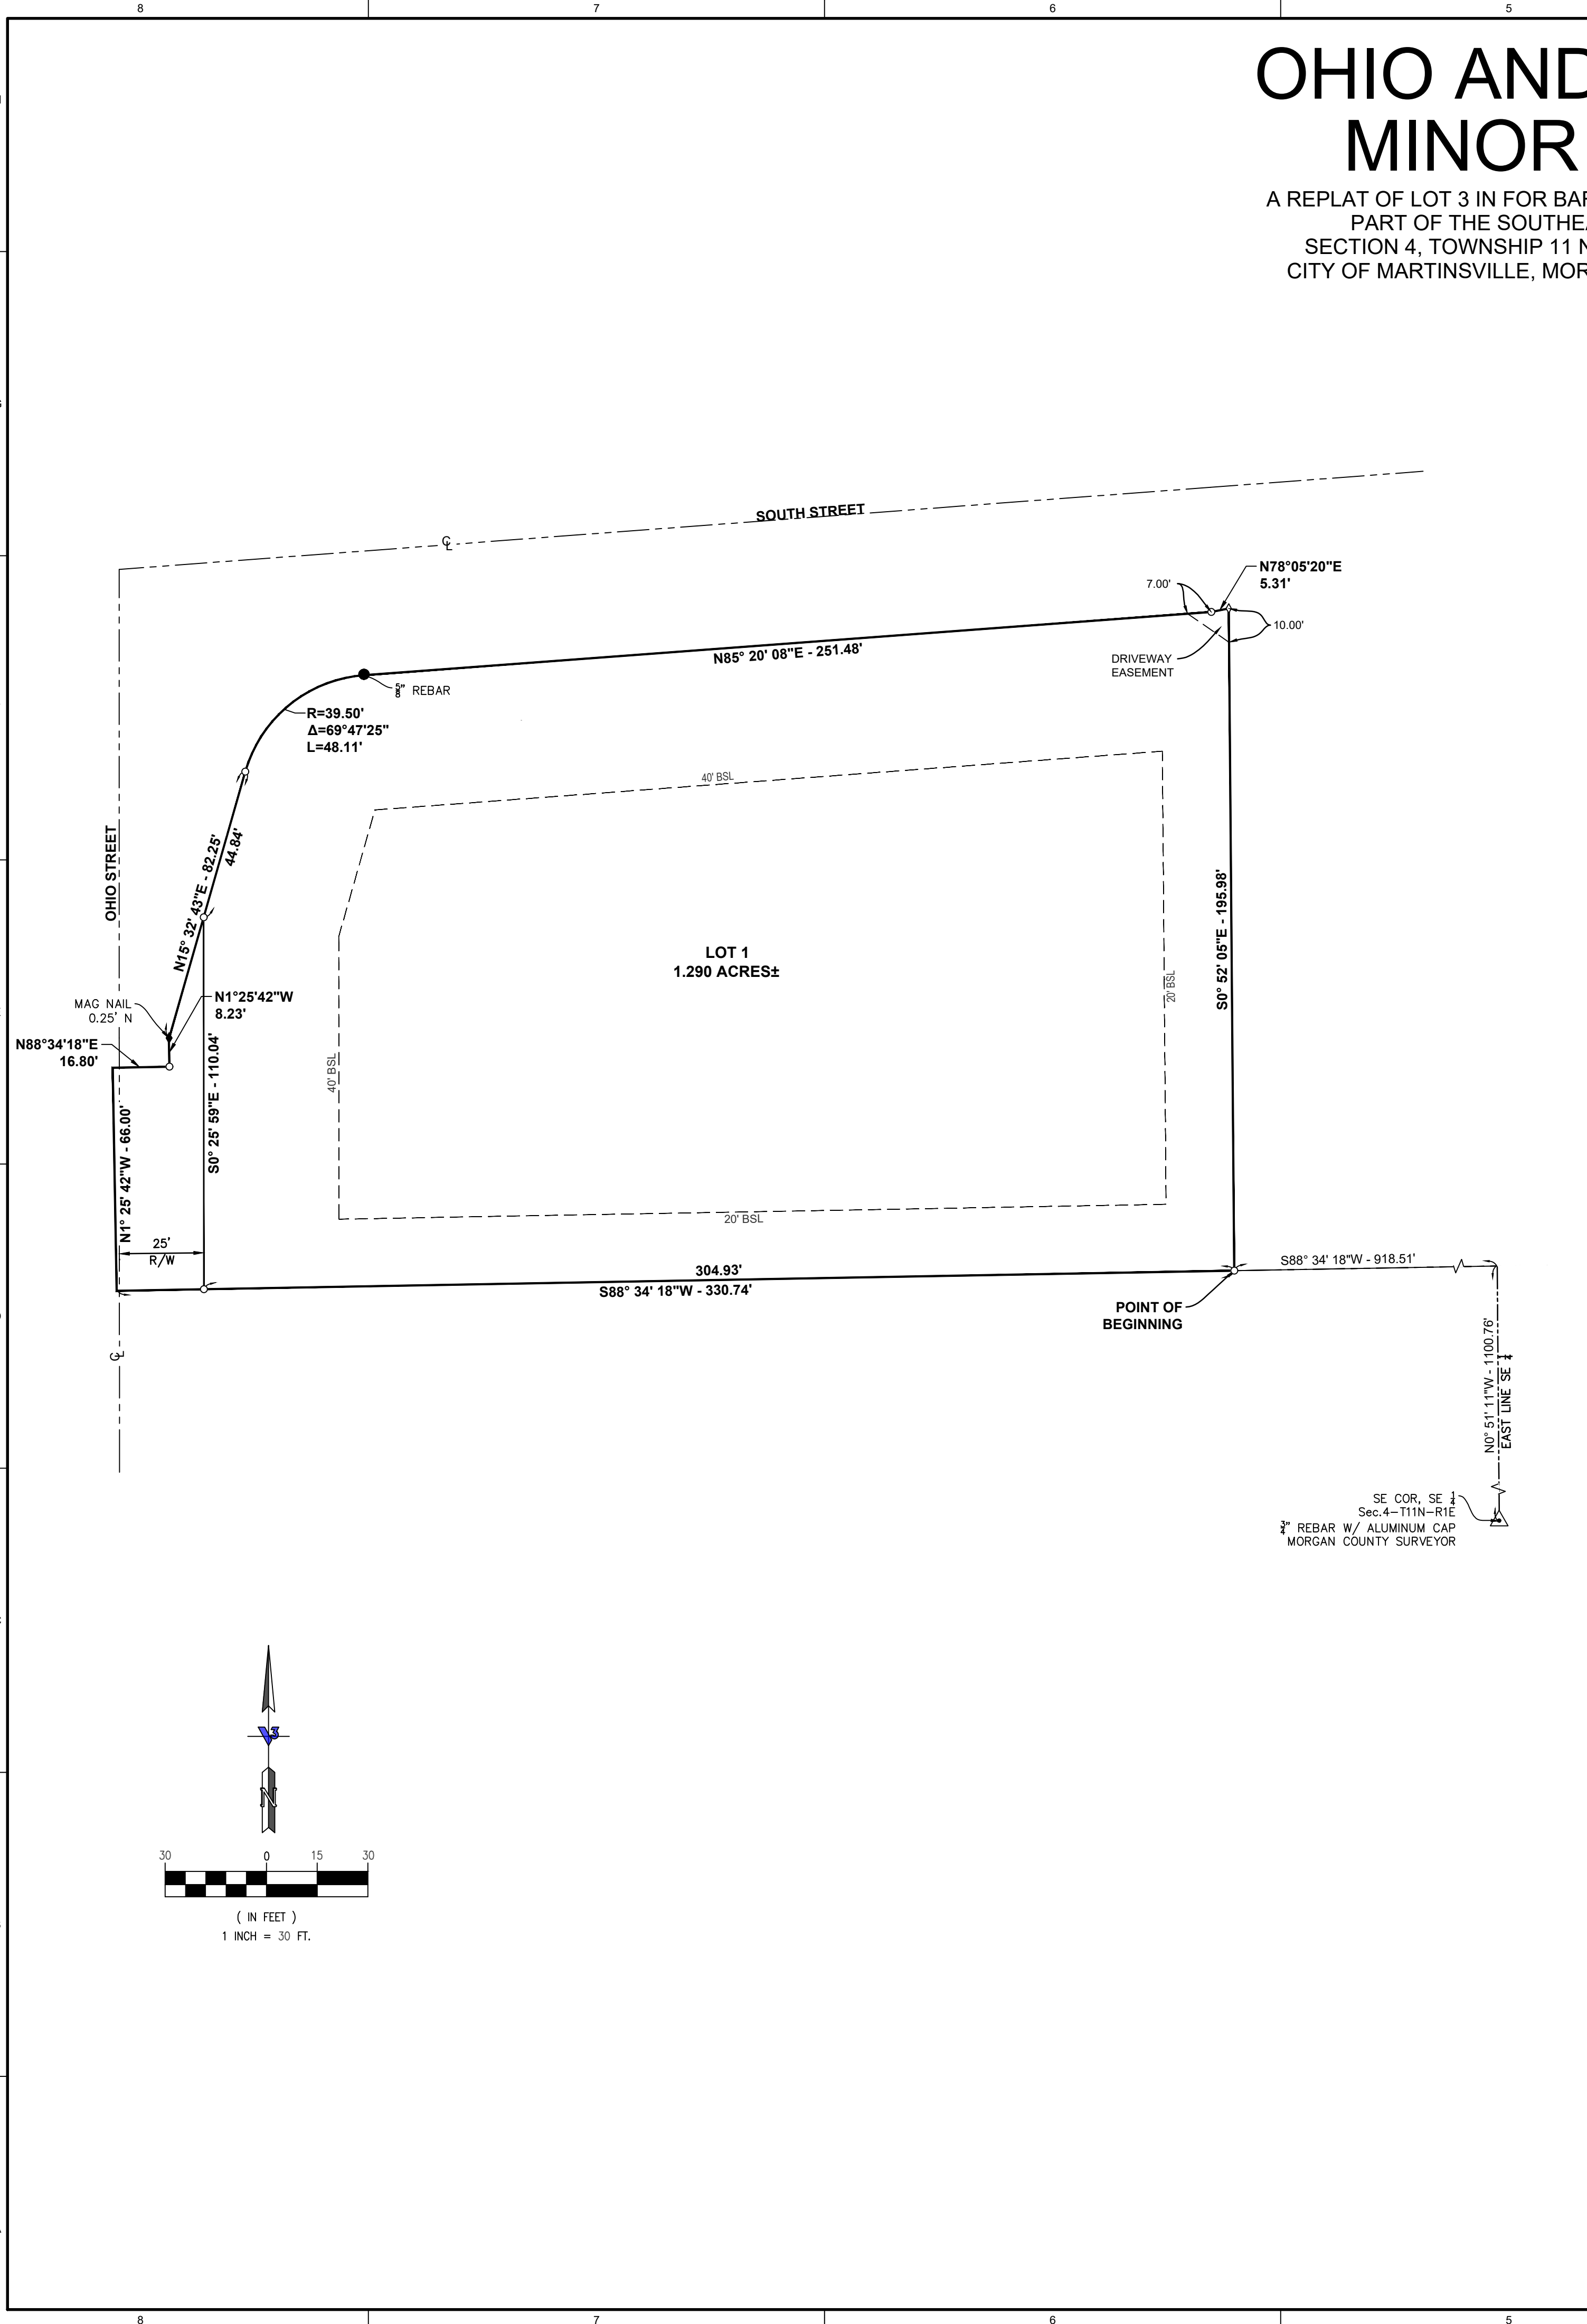 8 7 6 5
OHIO AND
MINOR
A REPLAT OF LOT 3 IN FOR BAR
PART OF THE SOUTHEA
SECTION 4, TOWNSHIP 11 N
CITY OF MARTINSVILLE, MOR
SOUTH STREET
CL
N78°05'20"E
5.31'
7.00'
10.00'
DRIVEWAY
EASEMENT
N85° 20' 08"E - 251.48'
5/8" REBAR
R=39.50'
Δ=69°47'25"
L=48.11'
40' BSL
OHIO STREET
N15° 32' 43"E - 82.25'
44.84'
LOT 1
1.290 ACRES±
S0° 52' 05"E - 195.98'
20' BSL
MAG NAIL
0.25' N
N1°25'42"W
8.23'
N88°34'18"E
16.80'
S0° 25' 59"E - 110.04'
40' BSL
N1° 25' 42"W - 66.00'
25'
R/W
20' BSL
304.93'
S88° 34' 18"W - 330.74'
S88° 34' 18"W - 918.51'
POINT OF
BEGINNING
CL
N0° 51' 11"W - 1100.76'
EAST LINE SE 1/4
SE COR, SE 1/4
Sec.4-T11N-R1E
3/4" REBAR W/ ALUMINUM CAP
MORGAN COUNTY SURVEYOR
V3
N
30 0 15 30
( IN FEET )
1 INCH = 30 FT.
8 7 6 5